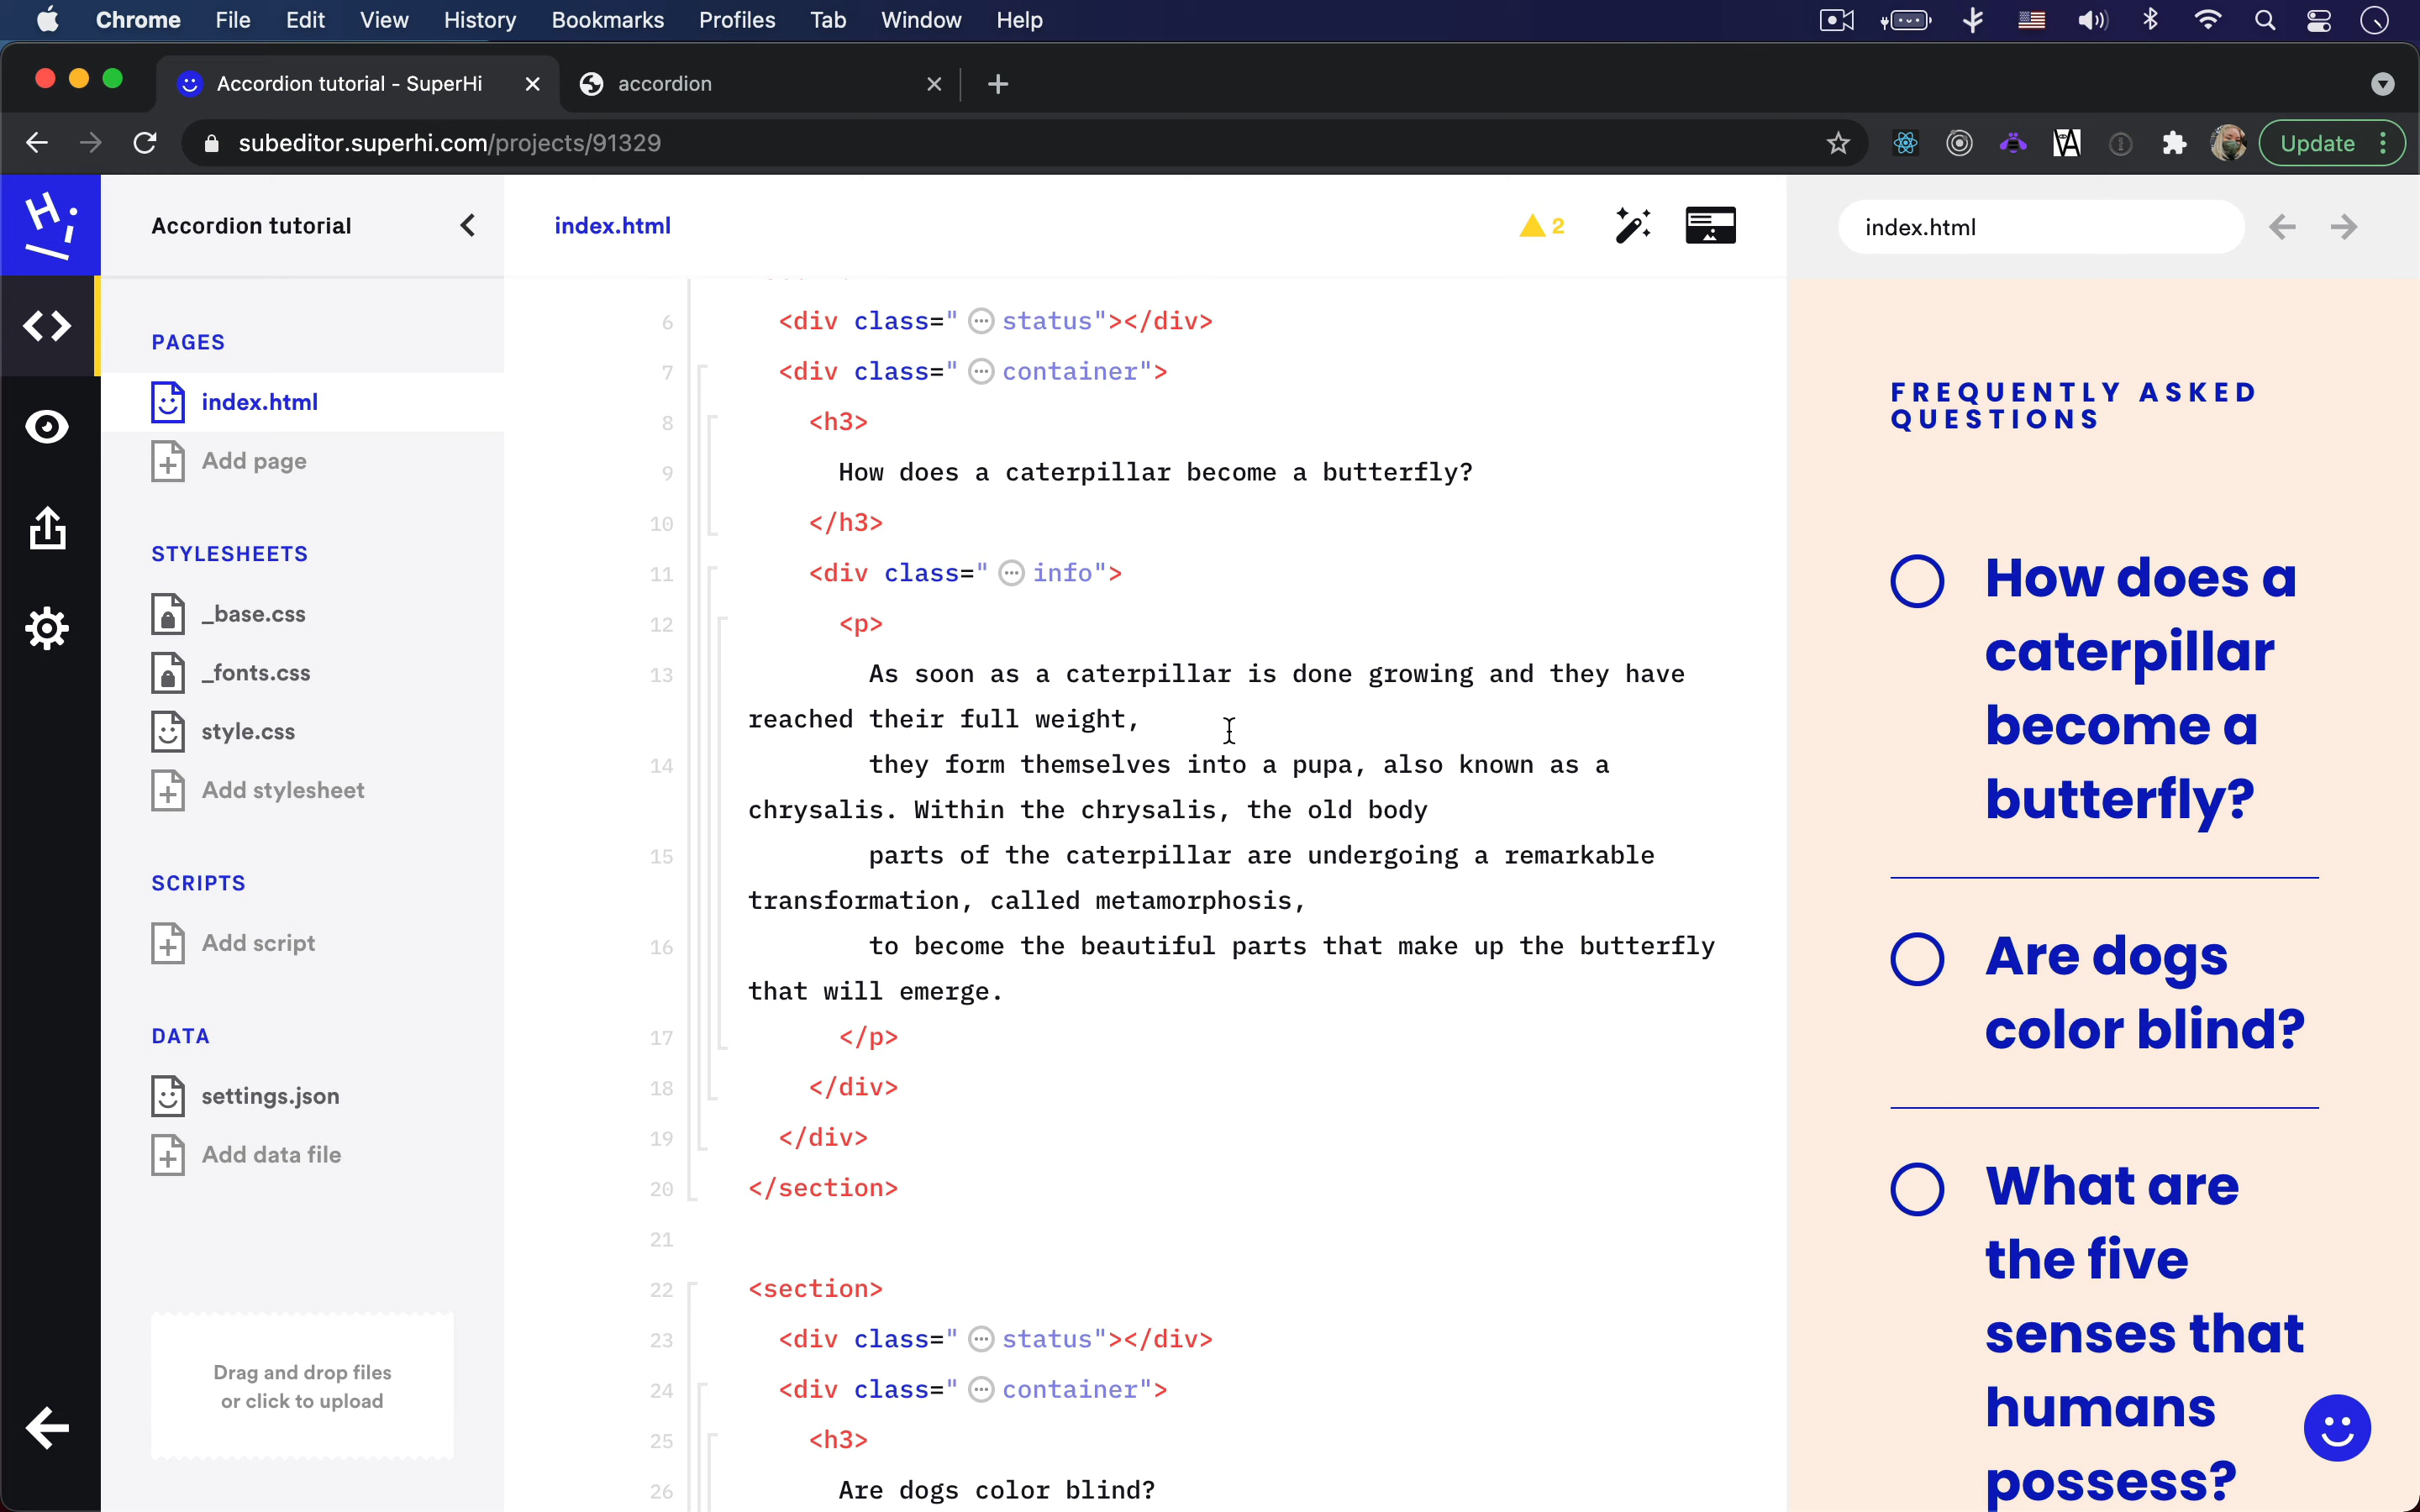 Chrome File Edit View History Bookmarks Profiles Tab Window Help
Accordion tutorial - SuperHi
accordion
subeditor.superhi.com/projects/91329
Update
Accordion tutorial
PAGES
index.html
Add page
STYLESHEETS
_base.css
_fonts.css
style.css
Add stylesheet
SCRIPTS
Add script
DATA
settings.json
Add data file
Drag and drop files
or click to upload
index.html
2
6 <div class="status"></div>
7 <div class="container">
8 <h3>
9 How does a caterpillar become a butterfly?
10 </h3>
11 <div class="info">
12 <p>
13 As soon as a caterpillar is done growing and they have
reached their full weight,
14 they form themselves into a pupa, also known as a
chrysalis. Within the chrysalis, the old body
15 parts of the caterpillar are undergoing a remarkable
transformation, called metamorphosis,
16 to become the beautiful parts that make up the butterfly
that will emerge.
17 </p>
18 </div>
19 </div>
20 </section>
21
22 <section>
23 <div class="status"></div>
24 <div class="container">
25 <h3>
26 Are dogs color blind?
index.html
FREQUENTLY ASKED
QUESTIONS
How does a
caterpillar
become a
butterfly?
Are dogs
color blind?
What are
the five
senses that
humans
possess?